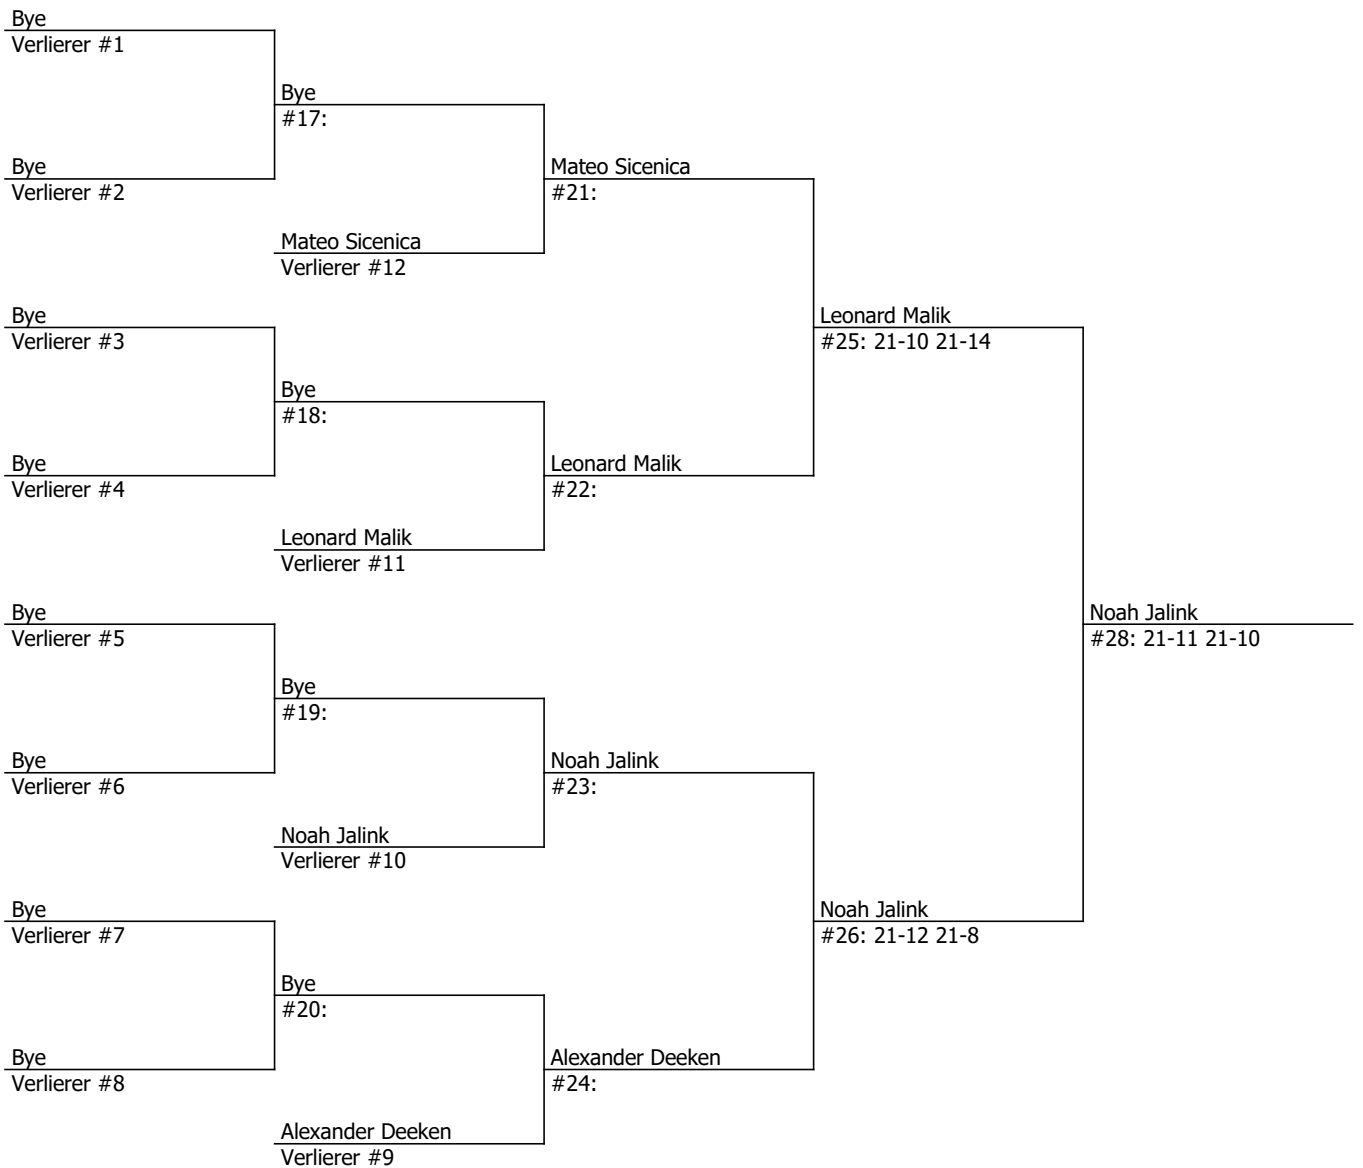 Bye
Verlierer #1
Bye
#17:
Bye
Verlierer #2
Mateo Sicenica
#21:
Mateo Sicenica
Verlierer #12
Bye
Verlierer #3
Leonard Malik
#25: 21-10 21-14
Bye
#18:
Bye
Verlierer #4
Leonard Malik
#22:
Leonard Malik
Verlierer #11
Bye
Verlierer #5
Noah Jalink
#28: 21-11 21-10
Bye
#19:
Bye
Verlierer #6
Noah Jalink
#23:
Noah Jalink
Verlierer #10
Bye
Verlierer #7
Noah Jalink
#26: 21-12 21-8
Bye
#20:
Bye
Verlierer #8
Alexander Deeken
#24:
Alexander Deeken
Verlierer #9